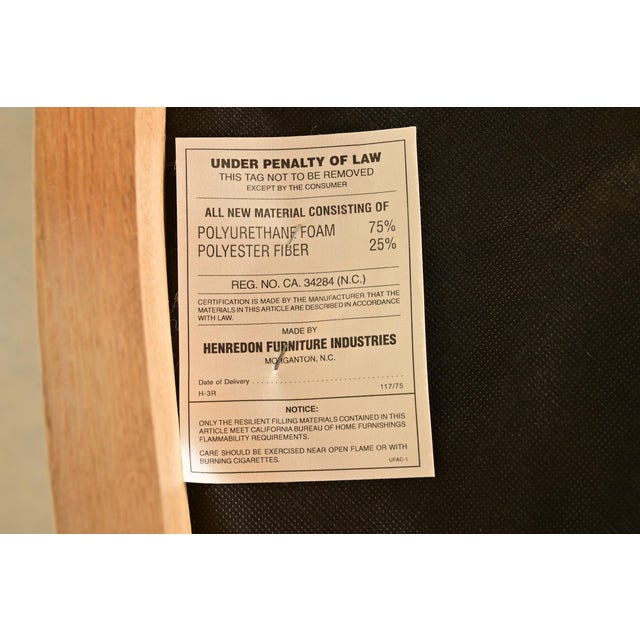 UNDER PENALTY OF LAW
THIS TAG NOT TO BE REMOVED
EXCEPT BY THE CONSUMER
ALL NEW MATERIAL CONSISTING OF
POLYURETHANE FOAM 75%
POLYESTER FIBER 25%
REG. NO. CA. 34284 (N.C.)
CERTIFICATION IS MADE BY THE MANUFACTURER THAT THE
MATERIALS IN THIS ARTICLE ARE DESCRIBED IN ACCORDANCE
WITH LAW.
MADE BY
HENREDON FURNITURE INDUSTRIES
MORGANTON, N.C.
Date of Delivery
H-3R 117/75
NOTICE:
ONLY THE RESILIENT FILLING MATERIALS CONTAINED IN THIS
ARTICLE MEET CALIFORNIA BUREAU OF HOME FURNISHINGS
FLAMMABILITY REQUIREMENTS.
CARE SHOULD BE EXERCISED NEAR OPEN FLAME OR WITH
BURNING CIGARETTES. UFAC-1